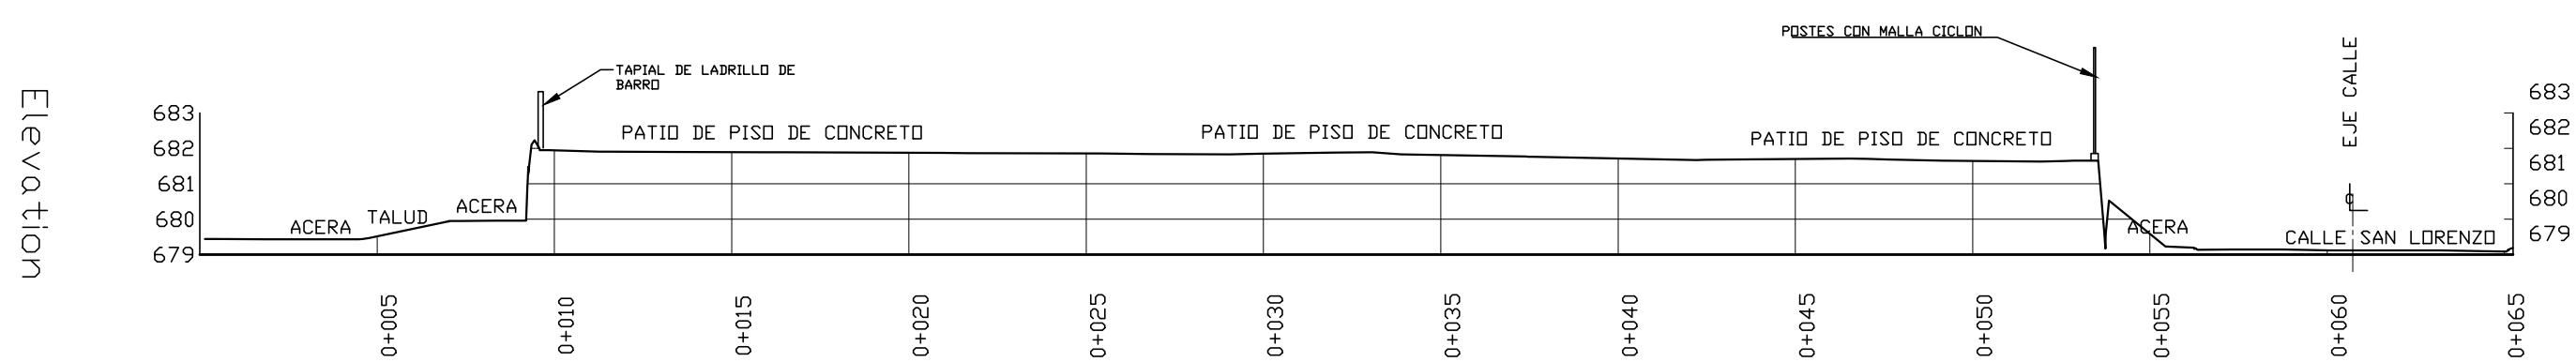 POSTES CON MALLA CICLON
TAPIAL DE LADRILLO DE
BARRO
EJE CALLE
Elevation
683
682
681
680
679
PATIO DE PISO DE CONCRETO
PATIO DE PISO DE CONCRETO
PATIO DE PISO DE CONCRETO
ACERA
TALUD
ACERA
ACERA
CALLE SAN LORENZO
683
682
681
680
679
0+005
0+010
0+015
0+020
0+025
0+030
0+035
0+040
0+045
0+050
0+055
0+060
0+065